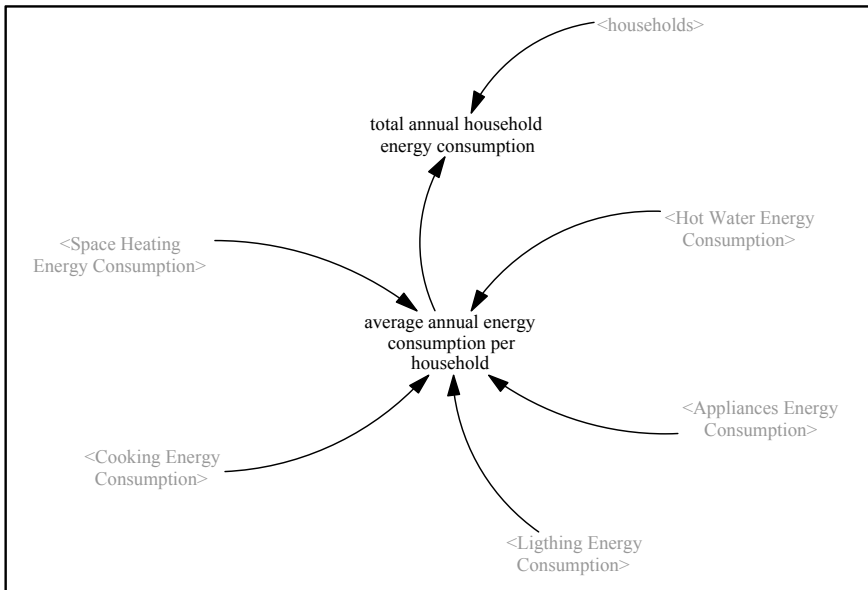 <households>
total annual household
energy consumption
<Hot Water Energy
Consumption>
<Space Heating
Energy Consumption>
average annual energy
consumption per
household
<Appliances Energy
Consumption>
<Cooking Energy
Consumption>
<Ligthing Energy
Consumption>